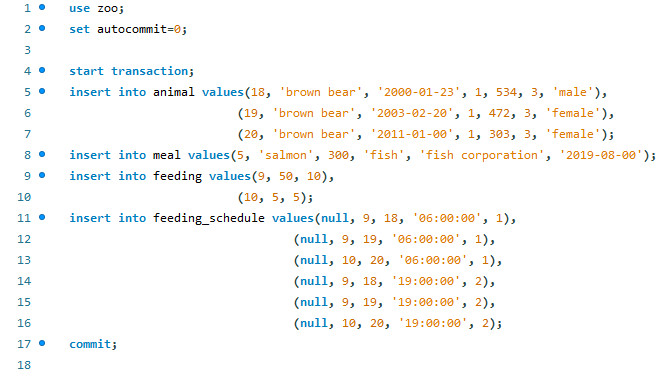 1 use zoo;
2 set autocommit=0;
3
4 start transaction;
5 insert into animal values(18, 'brown bear', '2000-01-23', 1, 534, 3, 'male'),
6 (19, 'brown bear', '2003-02-20', 1, 472, 3, 'female'),
7 (20, 'brown bear', '2011-01-00', 1, 303, 3, 'female');
8 insert into meal values(5, 'salmon', 300, 'fish', 'fish corporation', '2019-08-00');
9 insert into feeding values(9, 50, 10),
10 (10, 5, 5);
11 insert into feeding_schedule values(null, 9, 18, '06:00:00', 1),
12 (null, 9, 19, '06:00:00', 1),
13 (null, 10, 20, '06:00:00', 1),
14 (null, 9, 18, '19:00:00', 2),
15 (null, 9, 19, '19:00:00', 2),
16 (null, 10, 20, '19:00:00', 2);
17 commit;
18